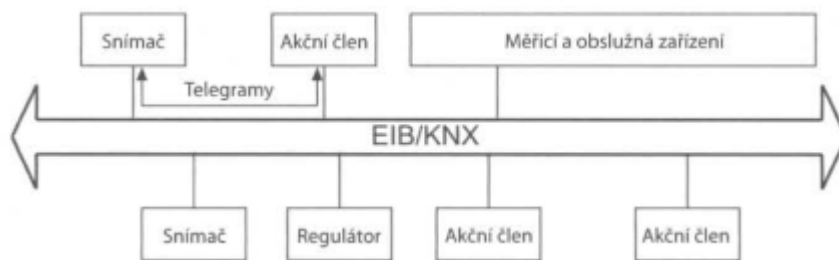 Snímač
Akční člen
Měřicí a obslužná zařízení
Telegramy
EIB/KNX
Snímač
Regulátor
Akční člen
Akční člen